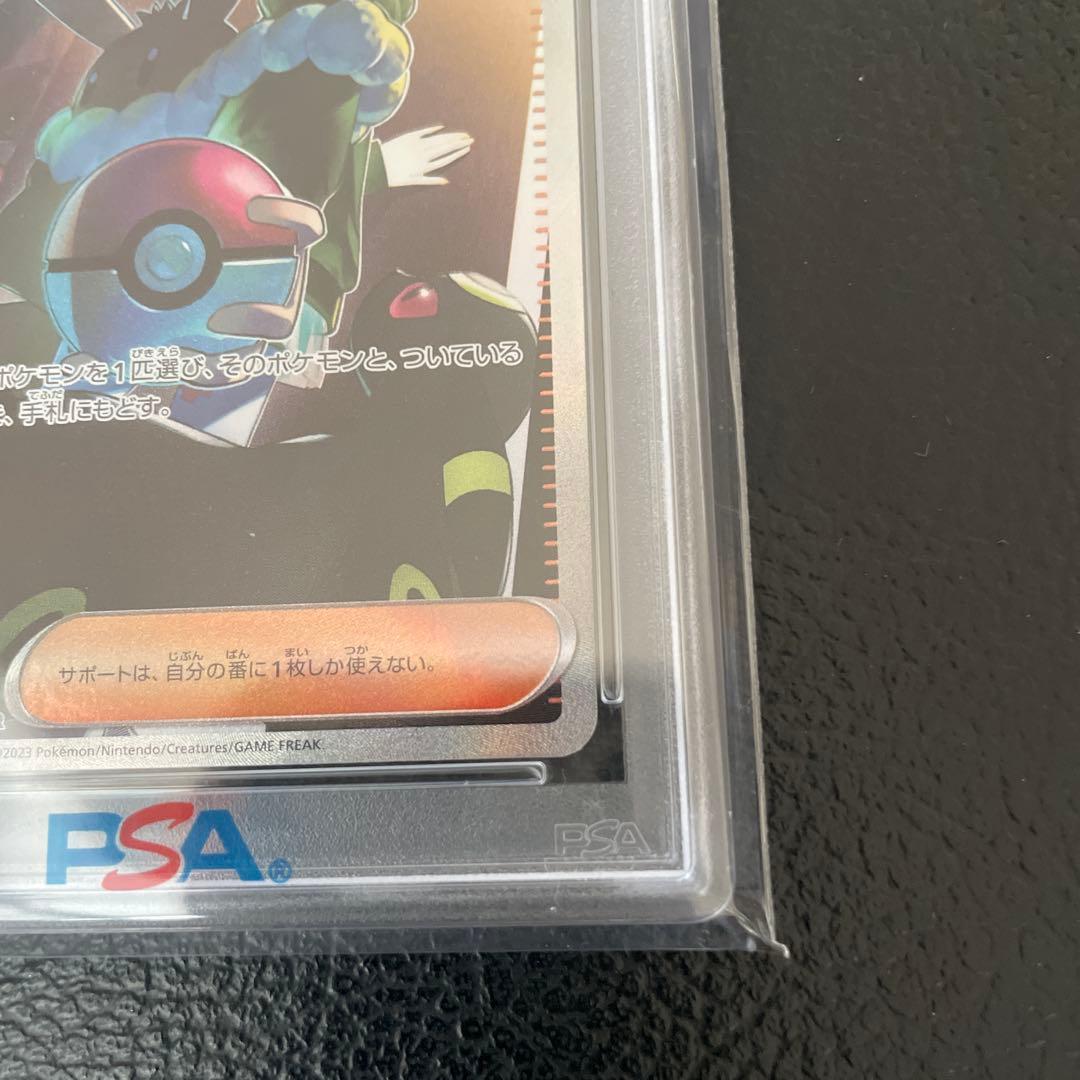 ポケモンを1匹選び、そのポケモンと、ついている
、手札にもどす。
サポートは、自分の番に1枚しか使えない。
©2023 Pokémon/Nintendo/Creatures/GAME FREAK.
PSA®
PSA